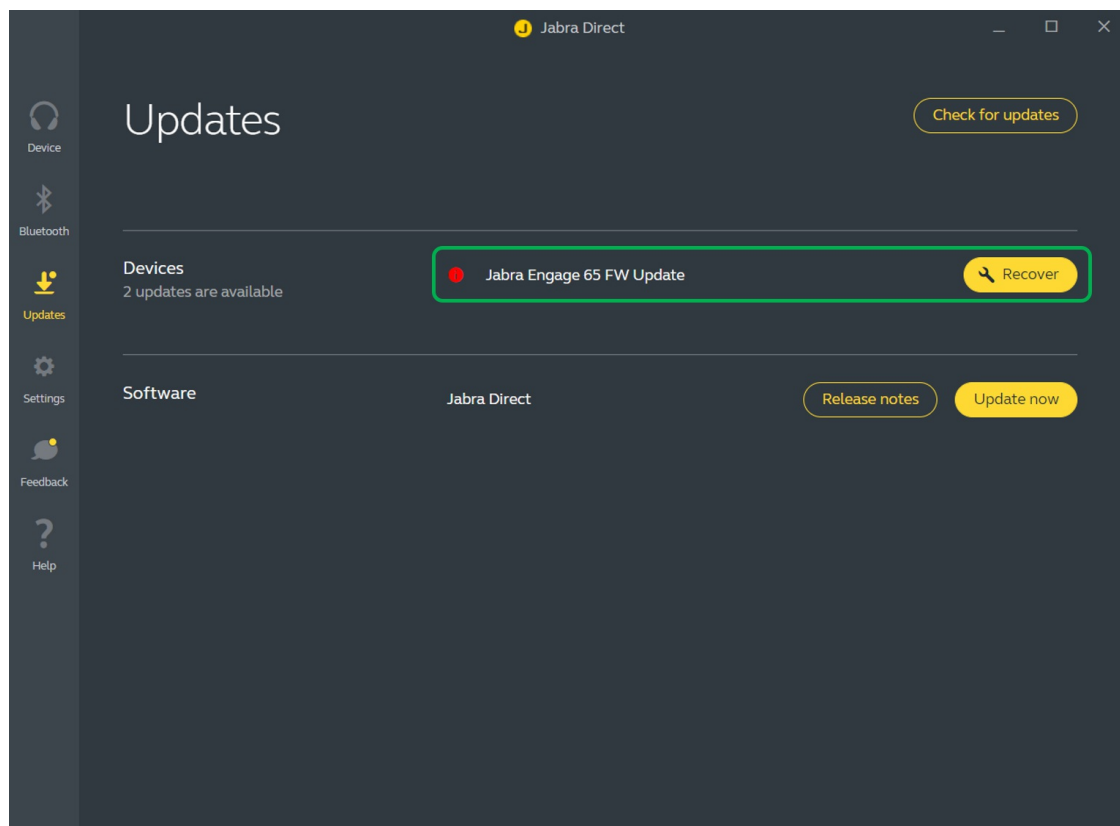 Jabra Direct
Updates
Check for updates
Device
Bluetooth
Updates
Settings
Feedback
Help
Devices
2 updates are available
Jabra Engage 65 FW Update
Recover
Software
Jabra Direct
Release notes
Update now